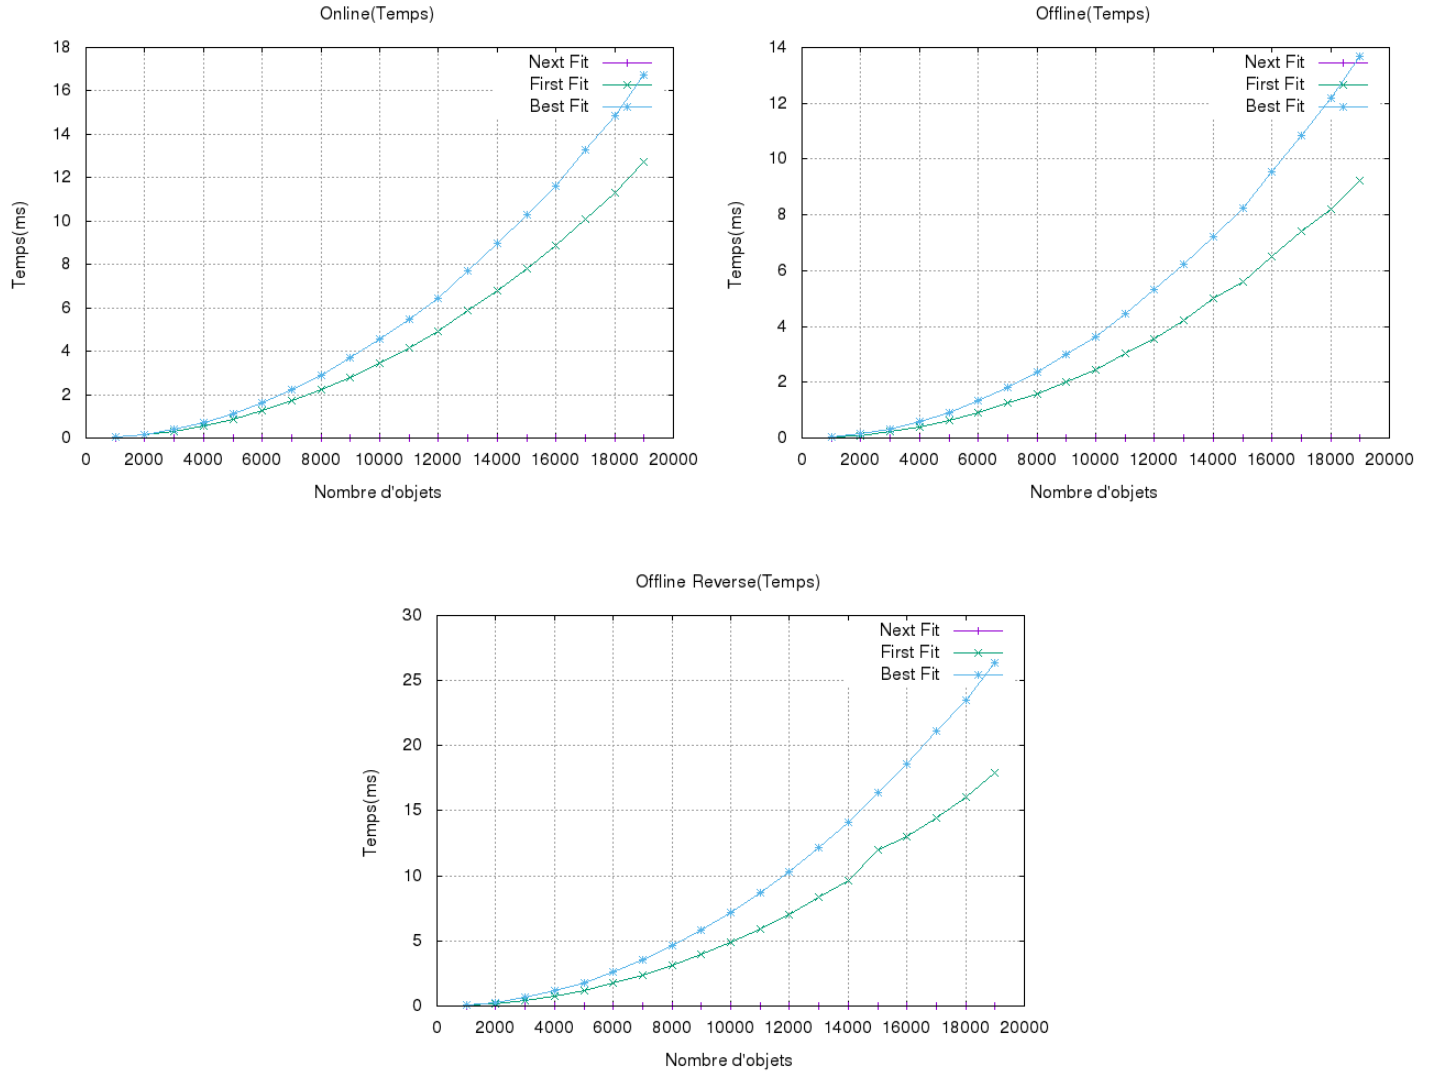 Online(Temps)
18
16
14
12
10
8
6
4
2
0
Temps(ms)
Next Fit
First Fit
Best Fit
0 2000 4000 6000 8000 10000 12000 14000 16000 18000 20000
Nombre d'objets
Offline(Temps)
14
12
10
8
6
4
2
0
Temps(ms)
Next Fit
First Fit
Best Fit
0 2000 4000 6000 8000 10000 12000 14000 16000 18000 20000
Nombre d'objets
Offline Reverse(Temps)
30
25
20
15
10
5
0
Temps(ms)
Next Fit
First Fit
Best Fit
0 2000 4000 6000 8000 10000 12000 14000 16000 18000 20000
Nombre d'objets